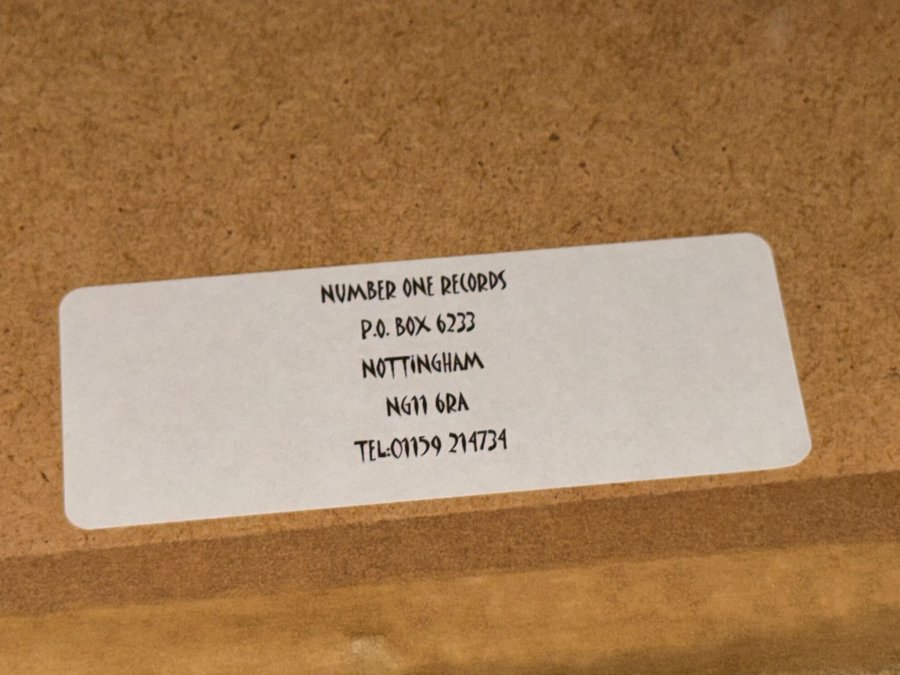 NUMBER ONE RECORDS
P.O. BOX 6233
NOTTiNGHAM
NG11 6RA
TEL:01159 214734